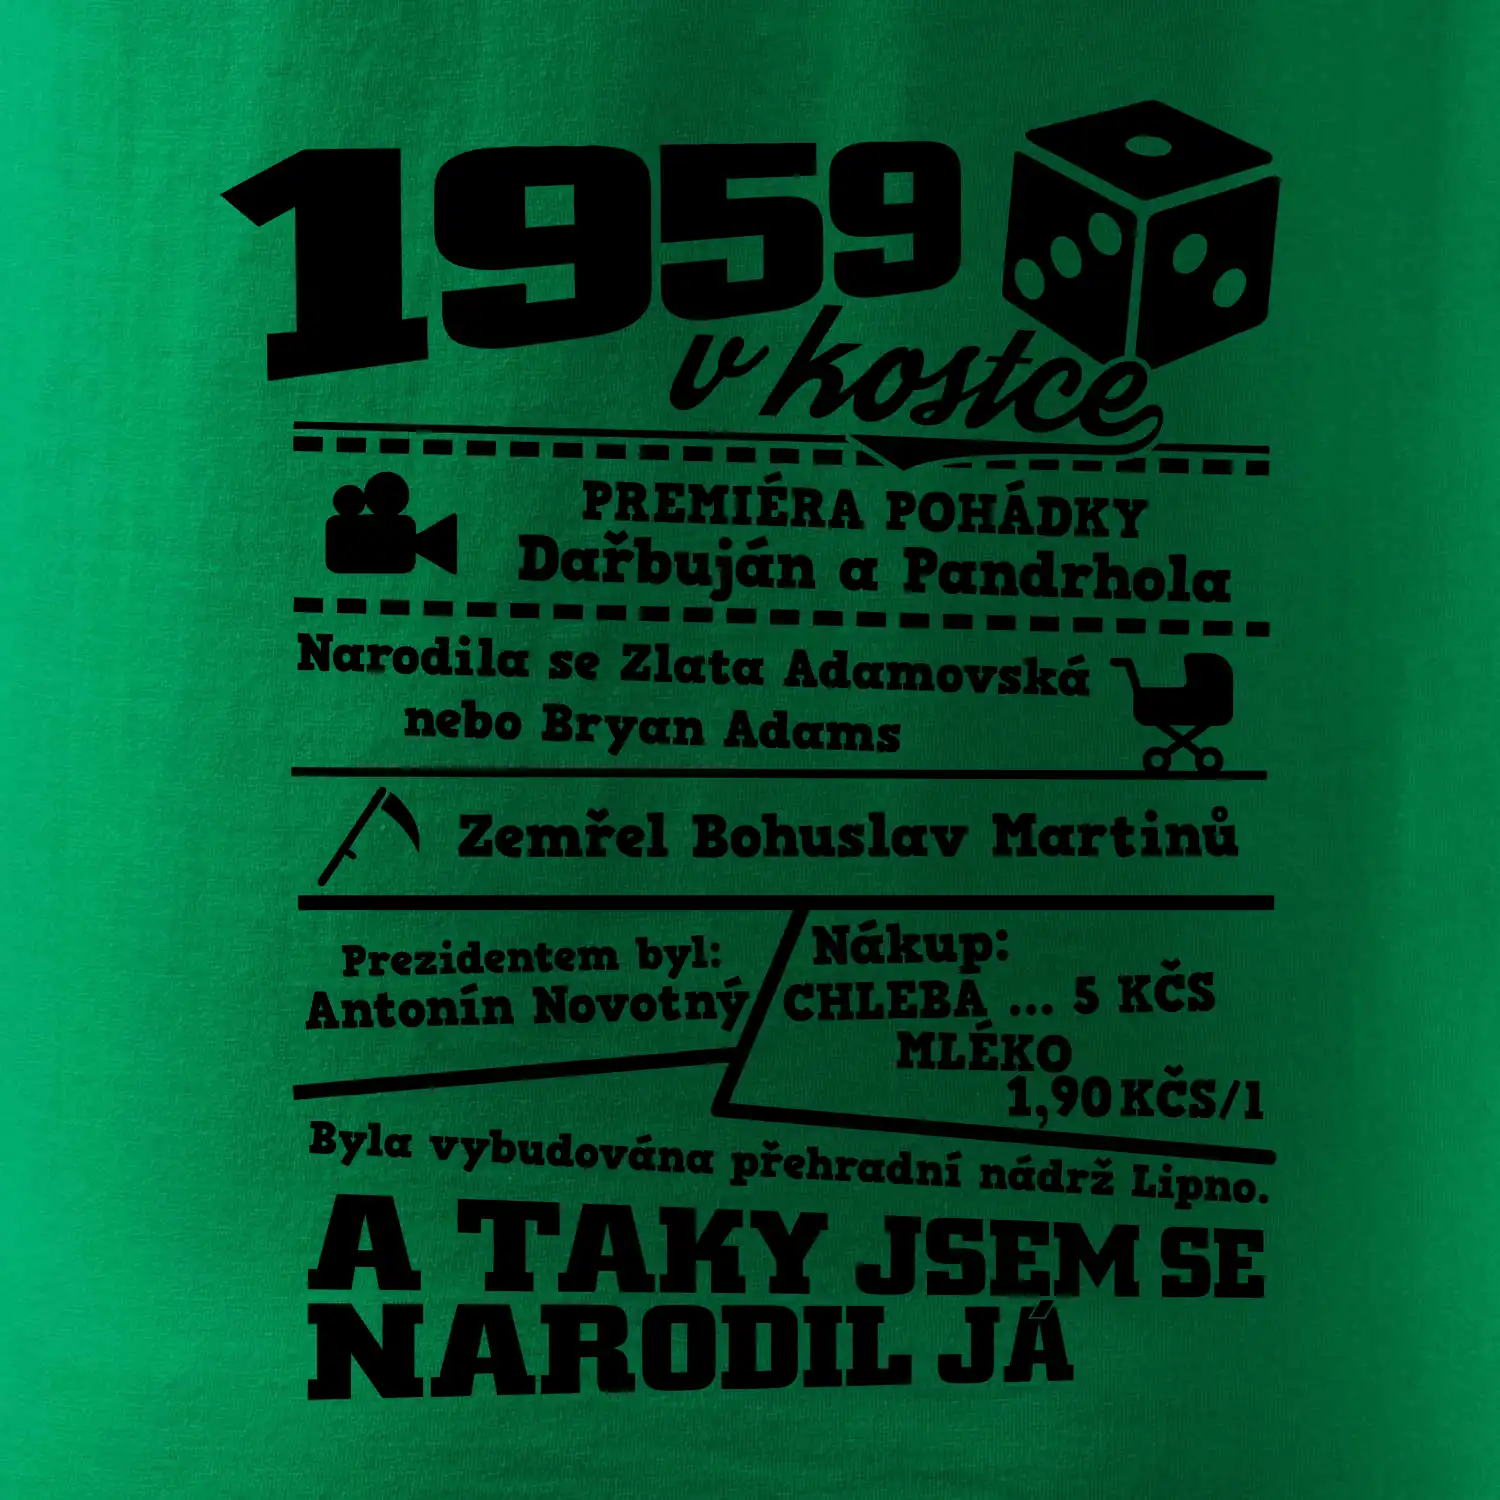 1959
v kostce
PREMIÉRA POHÁDKY
Dařbuján a Pandrhola
Narodila se Zlata Adamovská
nebo Bryan Adams
Zemřel Bohuslav Martinů
Prezidentem byl:
Antonín Novotný
Nákup:
CHLEBA ... 5 KČS
MLÉKO
1,90 KČS/l
Byla vybudována přehradní nádrž Lipno.
A TAKY JSEM SE
NARODIL JÁ